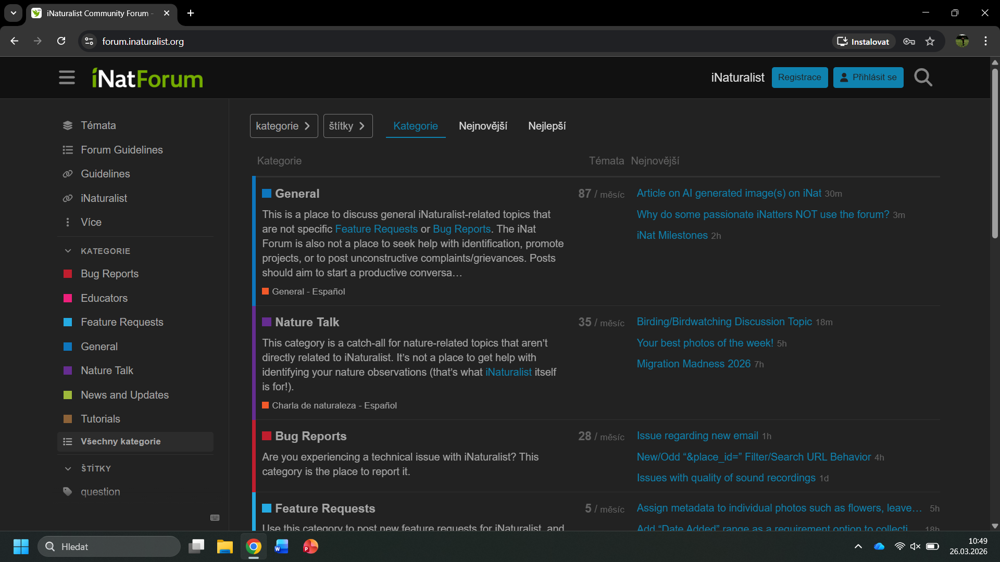 iNaturalist Community Forum -
forum.inaturalist.org
Instalovat
iNatForum
iNaturalist
Registrace
Přihlásit se
Témata
Forum Guidelines
Guidelines
iNaturalist
Více
KATEGORIE
Bug Reports
Educators
Feature Requests
General
Nature Talk
News and Updates
Tutorials
Všechny kategorie
ŠTÍTKY
question
kategorie
štítky
Kategorie
Nejnovější
Nejlepší
Kategorie
Témata
Nejnovější
General
This is a place to discuss general iNaturalist-related topics that
are not specific Feature Requests or Bug Reports. The iNat
Forum is also not a place to seek help with identification, promote
projects, or to post unconstructive complaints/grievances. Posts
should aim to start a productive conversa…
General - Español
87 / měsíc
Article on AI generated image(s) on iNat 30m
Why do some passionate iNatters NOT use the forum? 3m
iNat Milestones 2h
Nature Talk
This category is a catch-all for nature-related topics that aren’t
directly related to iNaturalist. It’s not a place to get help with
identifying your nature observations (that’s what iNaturalist itself
is for!).
Charla de naturaleza - Español
35 / měsíc
Birding/Birdwatching Discussion Topic 18m
Your best photos of the week! 5h
Migration Madness 2026 7h
Bug Reports
Are you experiencing a technical issue with iNaturalist? This
category is the place to report it.
28 / měsíc
Issue regarding new email 1h
New/Odd “&place_id=” Filter/Search URL Behavior 4h
Issues with quality of sound recordings 1d
Feature Requests
Use this category to post new feature requests for iNaturalist, and
5 / měsíc
Assign metadata to individual photos such as flowers, leave… 5h
Add “Date Added” range as a requirement option to collecti… 18h
Hledat
10:49
26.03.2026